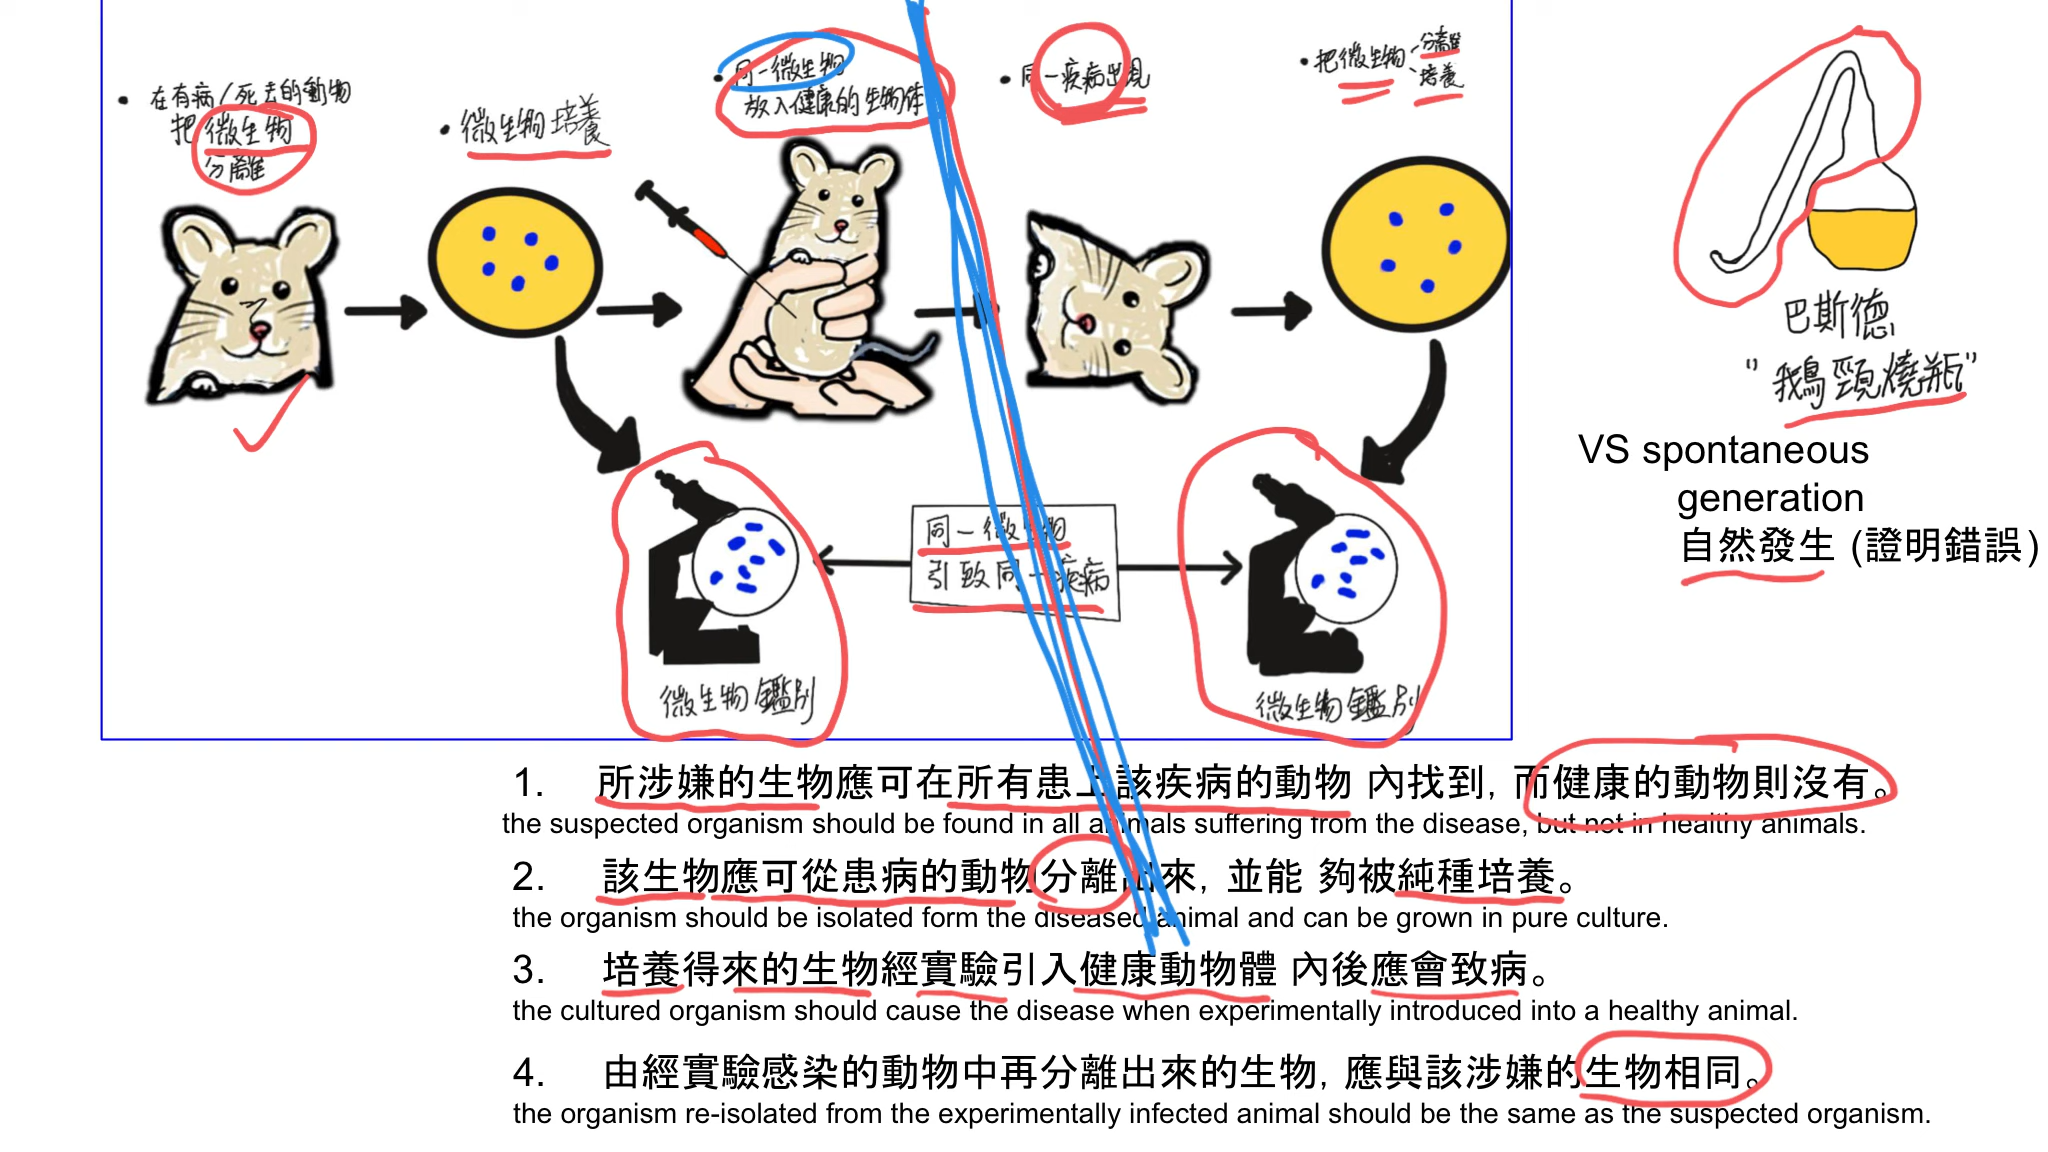 • 在有病/死去的動物
把微生物
分離
• 微生物培養
• 同一微生物
放入健康的生物体
• 同一疾病出現
• 把微生物 分離
培養
巴斯德
"鵝頸燒瓶"
VS spontaneous
generation
自然發生 (證明錯誤)
同一微生物
引致同一疾病
微生物鑑別
微生物鑑別
1. 所涉嫌的生物應可在所有患上該疾病的動物 內找到, 而健康的動物則沒有。
the suspected organism should be found in all animals suffering from the disease, but not in healthy animals.
2. 該生物應可從患病的動物分離出來, 並能 夠被純種培養。
the organism should be isolated form the diseased animal and can be grown in pure culture.
3. 培養得來的生物經實驗引入健康動物體 內後應會致病。
the cultured organism should cause the disease when experimentally introduced into a healthy animal.
4. 由經實驗感染的動物中再分離出來的生物, 應與該涉嫌的生物相同。
the organism re-isolated from the experimentally infected animal should be the same as the suspected organism.